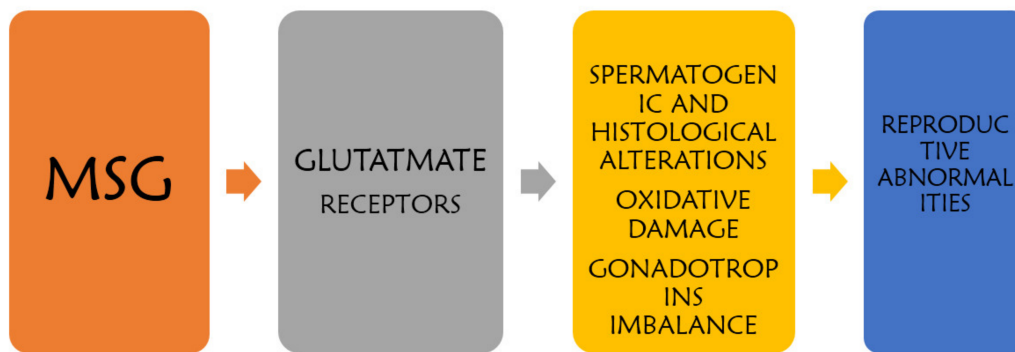 MSG
GLUTATMATE
RECEPTORS
SPERMATOGEN
IC AND
HISTOLOGICAL
ALTERATIONS
OXIDATIVE
DAMAGE
GONADOTROP
INS
IMBALANCE
REPRODUC
TIVE
ABNORMAL
ITIES